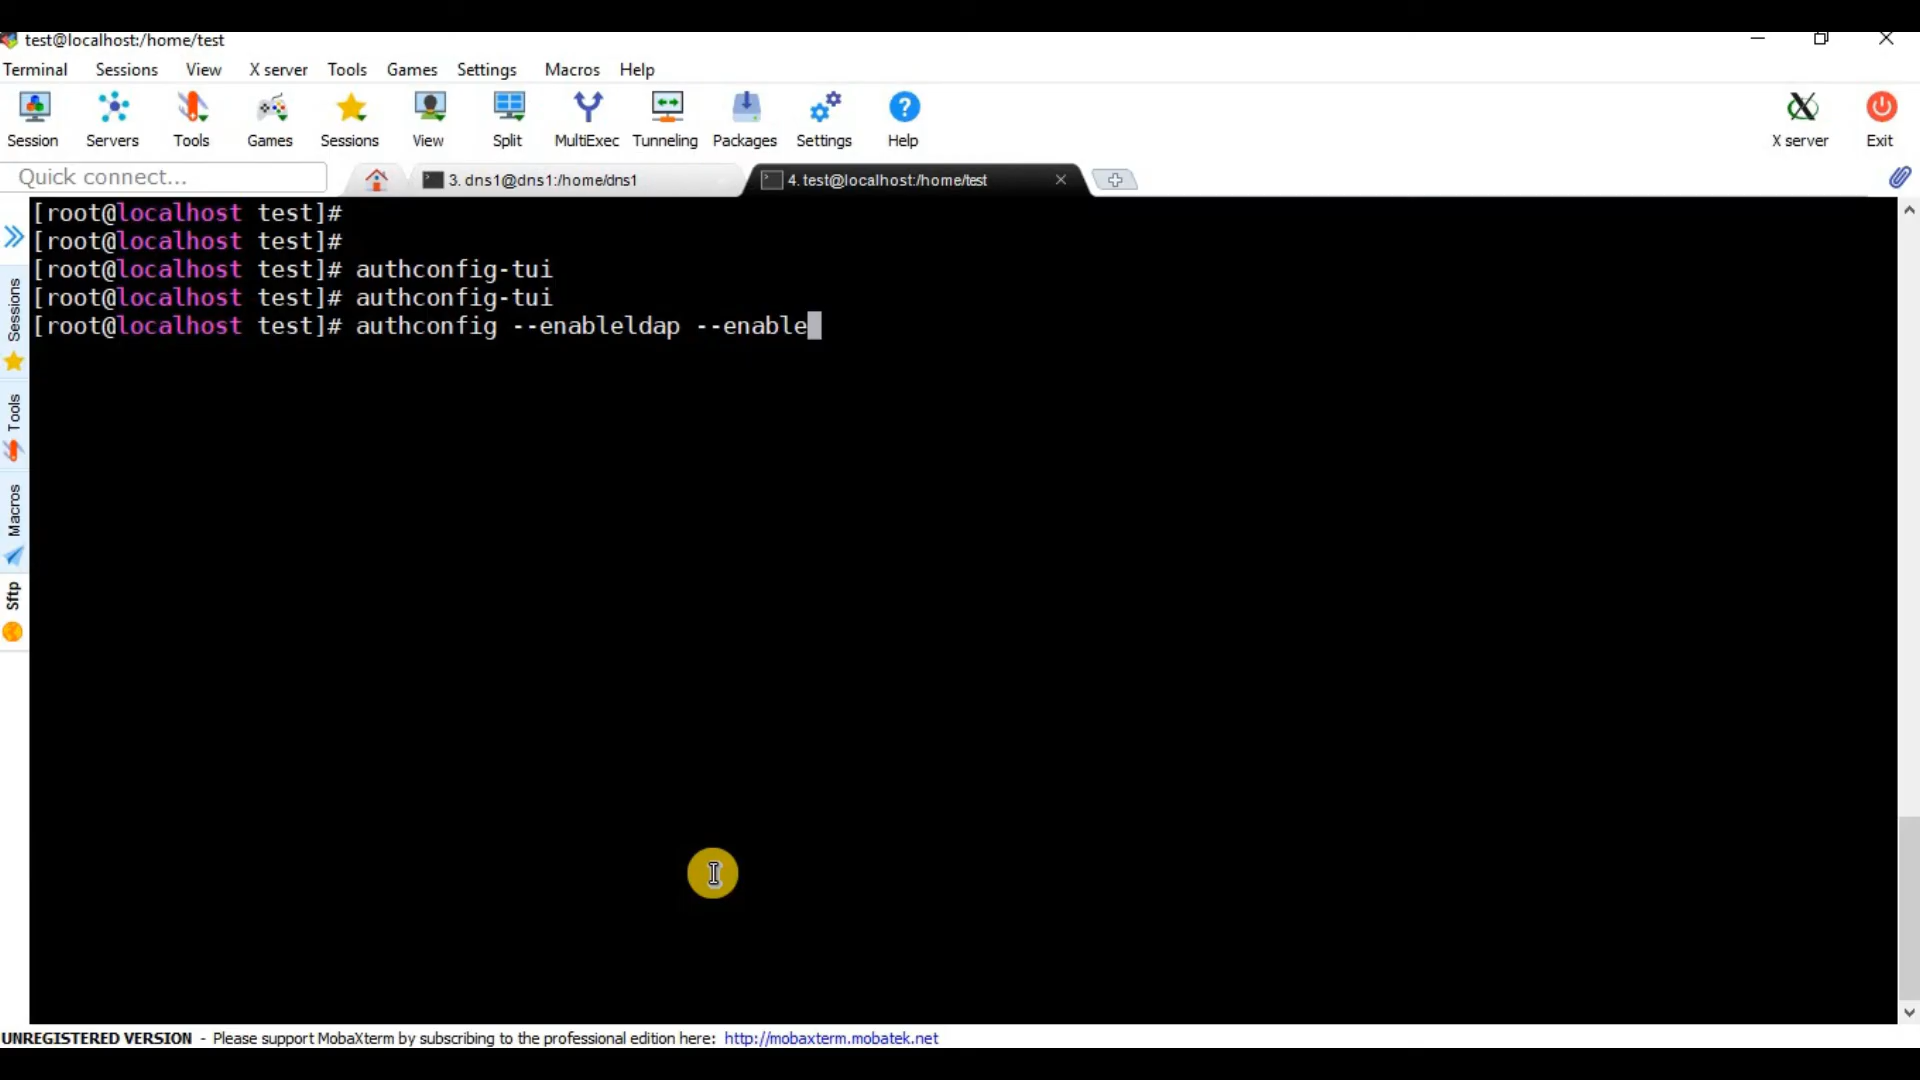 test@localhost:/home/test
Terminal Sessions View X server Tools Games Settings Macros Help
Session Servers Tools Games Sessions View Split MultiExec Tunneling Packages Settings Help X server Exit
Quick connect... 3. dns1@dns1:/home/dns1 4. test@localhost:/home/test
[root@localhost test]#
[root@localhost test]#
[root@localhost test]# authconfig-tui
[root@localhost test]# authconfig-tui
[root@localhost test]# authconfig --enableldap --enable
Sessions
Tools
Macros
Sftp
UNREGISTERED VERSION - Please support MobaXterm by subscribing to the professional edition here: http://mobaxterm.mobatek.net